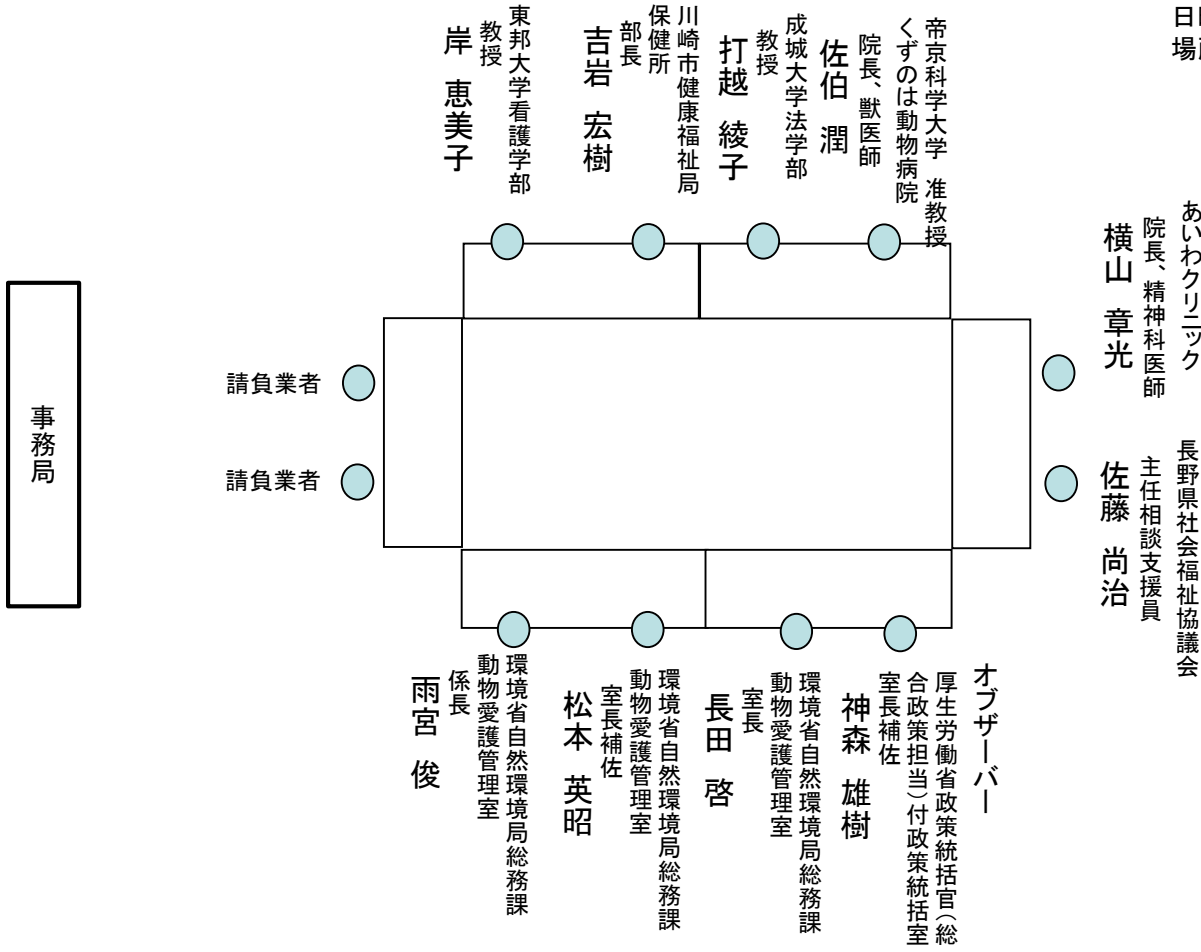 日
場
帝京科学大学 准教授
くずのは動物病院
院長、獣医師
佐伯 潤
成城大学法学部
教授
打越 綾子
川崎市健康福祉局
保健所
部長
吉岩 宏樹
東邦大学看護学部
教授
岸 恵美子
あいわクリニック
院長、精神科医師
横山 章光
長野県社会福祉協議会
主任相談支援員
佐藤 尚治
請負業者
請負業者
事務局
オブザーバー
厚生労働省政策統括官（総
合政策担当）付政策統括室
室長補佐
神森 雄樹
環境省自然環境局総務課
動物愛護管理室
室長
長田 啓
環境省自然環境局総務課
動物愛護管理室
室長補佐
松本 英昭
環境省自然環境局総務課
動物愛護管理室
係長
雨宮 俊